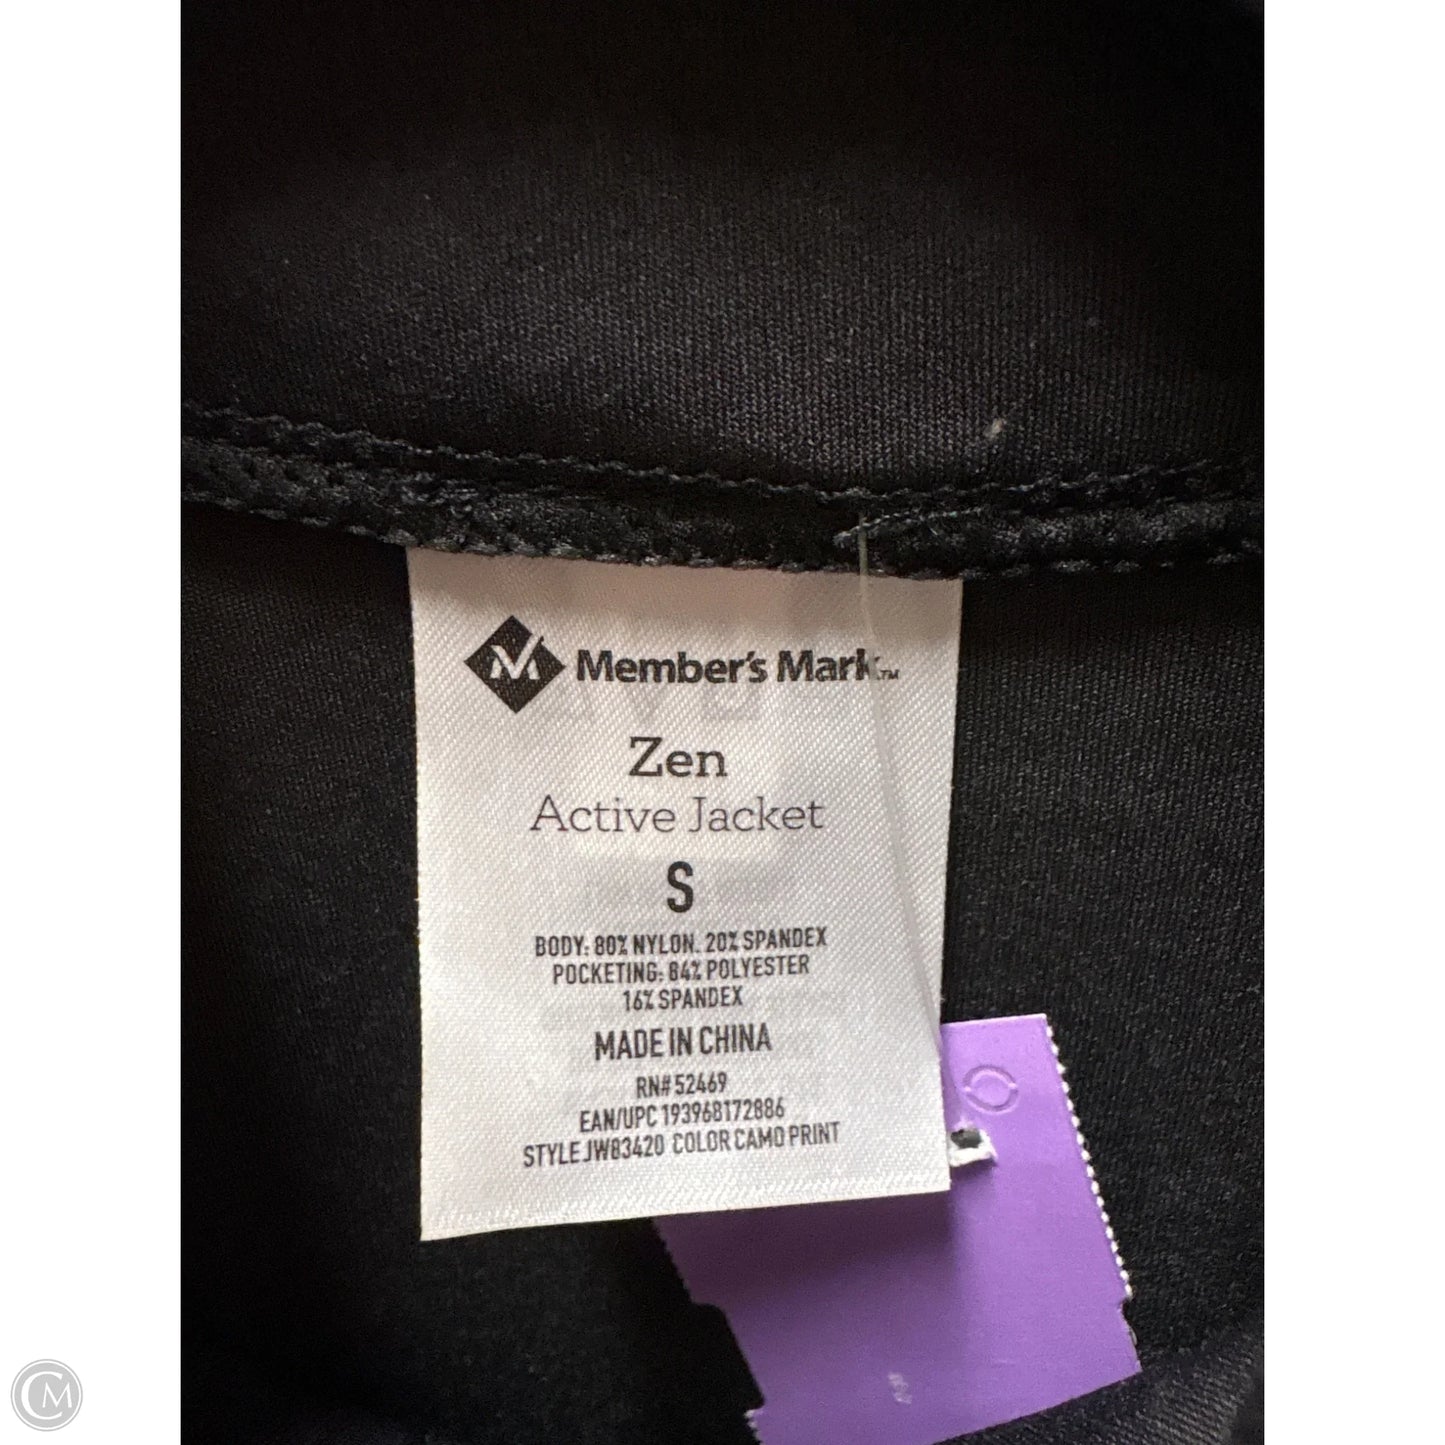 Member's Mark™
Zen
Active Jacket
S
BODY: 80% NYLON. 20% SPANDEX
POCKETING: 84% POLYESTER
16% SPANDEX
MADE IN CHINA
RN# 52469
EAN/UPC 193968172886
STYLE JW83420 COLOR CAMO PRINT
CM